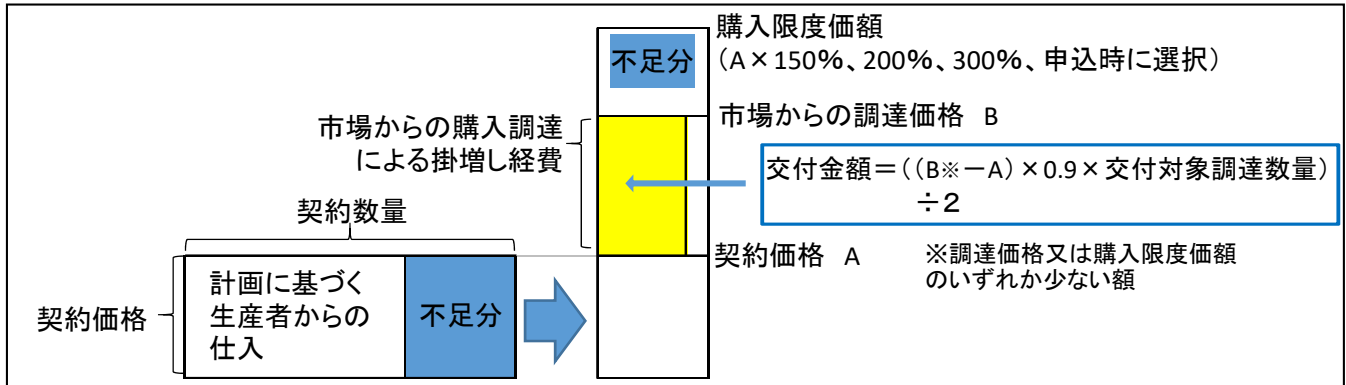 購入限度価額
(A×150%、200%、300%、申込時に選択)
不足分
市場からの調達価格 B
市場からの購入調達
による掛増し経費
交付金額=((B※-A)×0.9×交付対象調達数量)
÷2
契約数量
契約価格 A
※調達価格又は購入限度価額
のいずれか少ない額
契約価格
計画に基づく
生産者からの
仕入
不足分